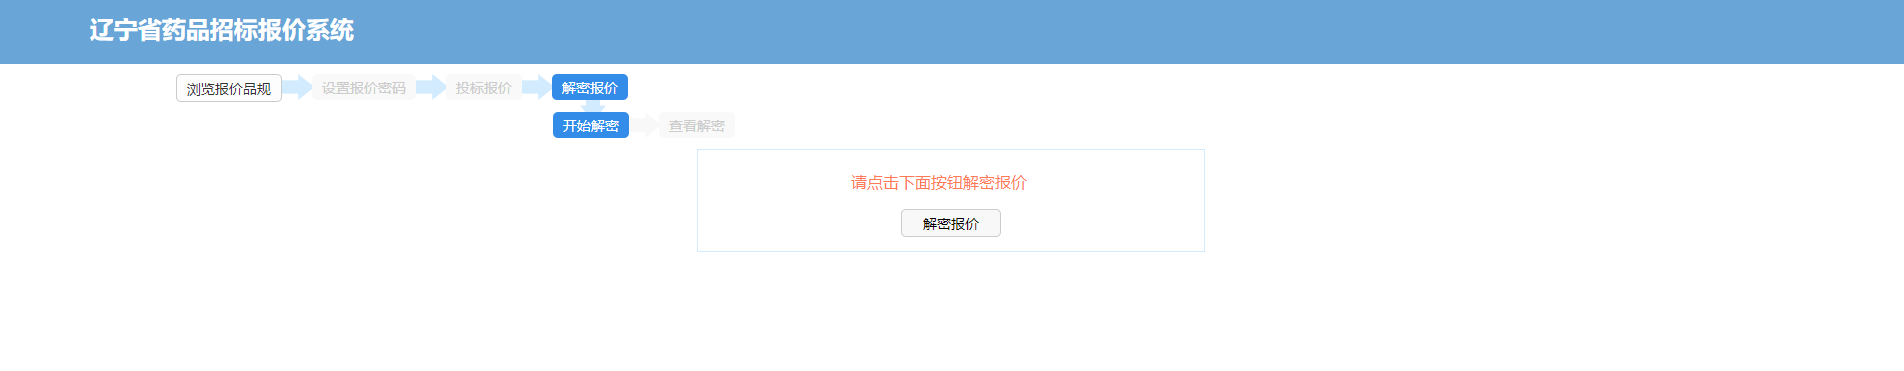 辽宁省药品招标报价系统
浏览报价品规 设置报价密码 投标报价 解密报价
开始解密 查看解密
请点击下面按钮解密报价
解密报价